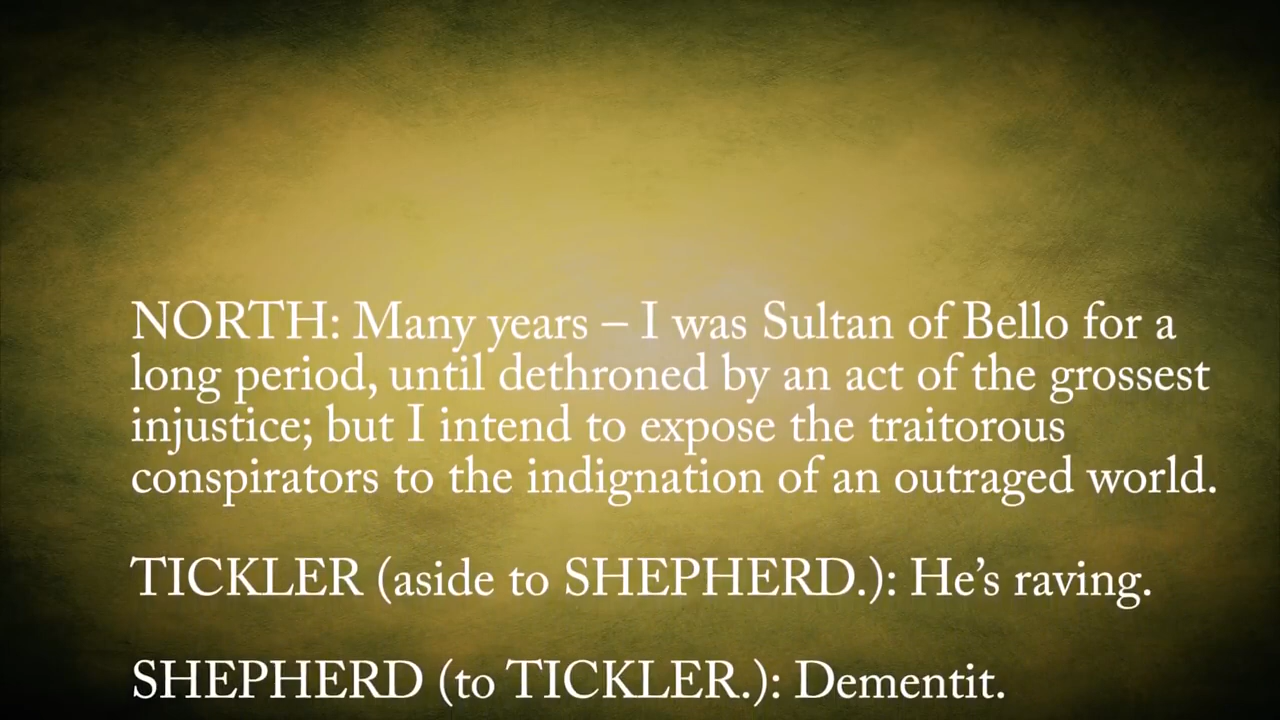 NORTH: Many years – I was Sultan of Bello for a
long period, until dethroned by an act of the grossest
injustice; but I intend to expose the traitorous
conspirators to the indignation of an outraged world.
TICKLER (aside to SHEPHERD.): He’s raving.
SHEPHERD (to TICKLER.): Dementit.